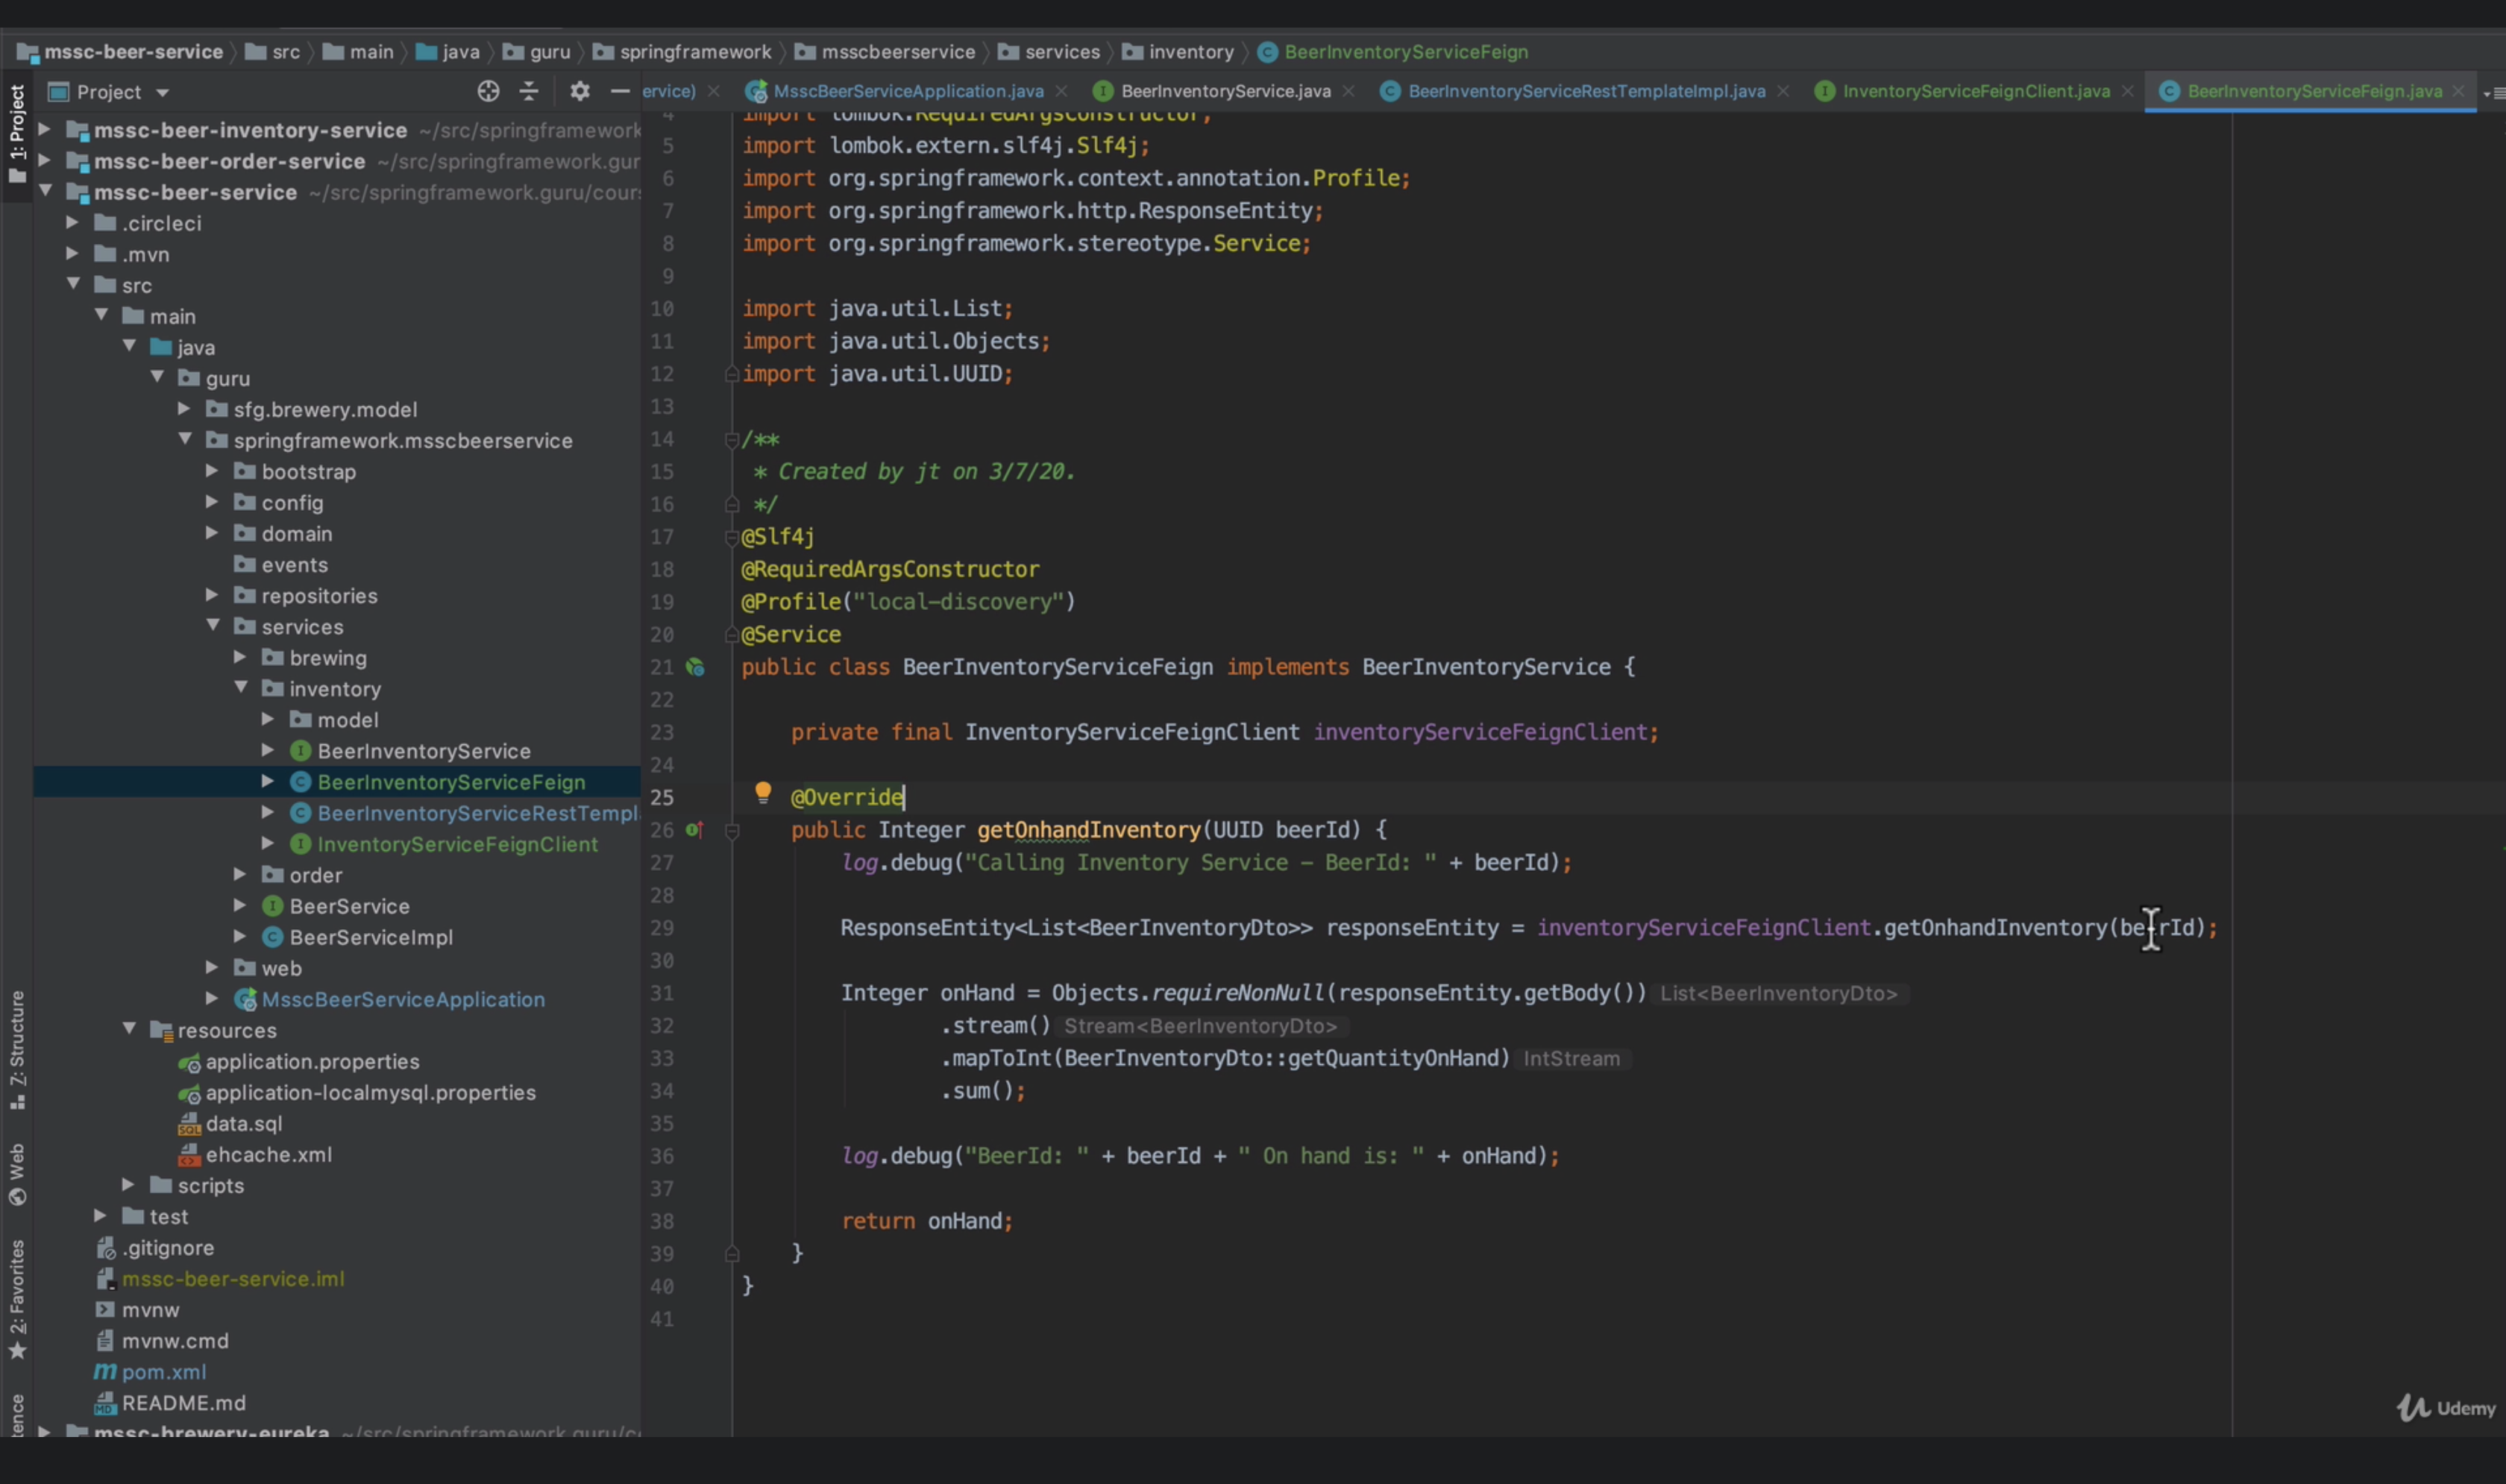 mssc-beer-service src main java guru springframework msscbeerservice services inventory BeerInventoryServiceFeign
Project
ervice) MsscBeerServiceApplication.java BeerInventoryService.java BeerInventoryServiceRestTemplateImpl.java InventoryServiceFeignClient.java BeerInventoryServiceFeign.java
1: Project
Z: Structure
Web
2: Favorites
tence
mssc-beer-inventory-service ~/src/springframework
mssc-beer-order-service ~/src/springframework.gur
mssc-beer-service ~/src/springframework.guru/cour
.circleci
.mvn
src
main
java
guru
sfg.brewery.model
springframework.msscbeerservice
bootstrap
config
domain
events
repositories
services
brewing
inventory
model
BeerInventoryService
BeerInventoryServiceFeign
BeerInventoryServiceRestTempl
InventoryServiceFeignClient
order
BeerService
BeerServiceImpl
web
MsscBeerServiceApplication
resources
application.properties
application-localmysql.properties
data.sql
ehcache.xml
scripts
test
.gitignore
mssc-beer-service.iml
mvnw
mvnw.cmd
pom.xml
README.md
mssc-brewery-eureka ~/src/springframework.guru/c
4 import lombok.RequiredArgsConstructor;
5 import lombok.extern.slf4j.Slf4j;
6 import org.springframework.context.annotation.Profile;
7 import org.springframework.http.ResponseEntity;
8 import org.springframework.stereotype.Service;
9
10 import java.util.List;
11 import java.util.Objects;
12 import java.util.UUID;
13
14 /**
15 * Created by jt on 3/7/20.
16 */
17 @Slf4j
18 @RequiredArgsConstructor
19 @Profile("local-discovery")
20 @Service
21 public class BeerInventoryServiceFeign implements BeerInventoryService {
22
23 private final InventoryServiceFeignClient inventoryServiceFeignClient;
24
25 @Override
26 public Integer getOnhandInventory(UUID beerId) {
27 log.debug("Calling Inventory Service - BeerId: " + beerId);
28
29 ResponseEntity<List<BeerInventoryDto>> responseEntity = inventoryServiceFeignClient.getOnhandInventory(beerId);
30
31 Integer onHand = Objects.requireNonNull(responseEntity.getBody()) List<BeerInventoryDto>
32 .stream() Stream<BeerInventoryDto>
33 .mapToInt(BeerInventoryDto::getQuantityOnHand) IntStream
34 .sum();
35
36 log.debug("BeerId: " + beerId + " On hand is: " + onHand);
37
38 return onHand;
39 }
40 }
41
Udemy